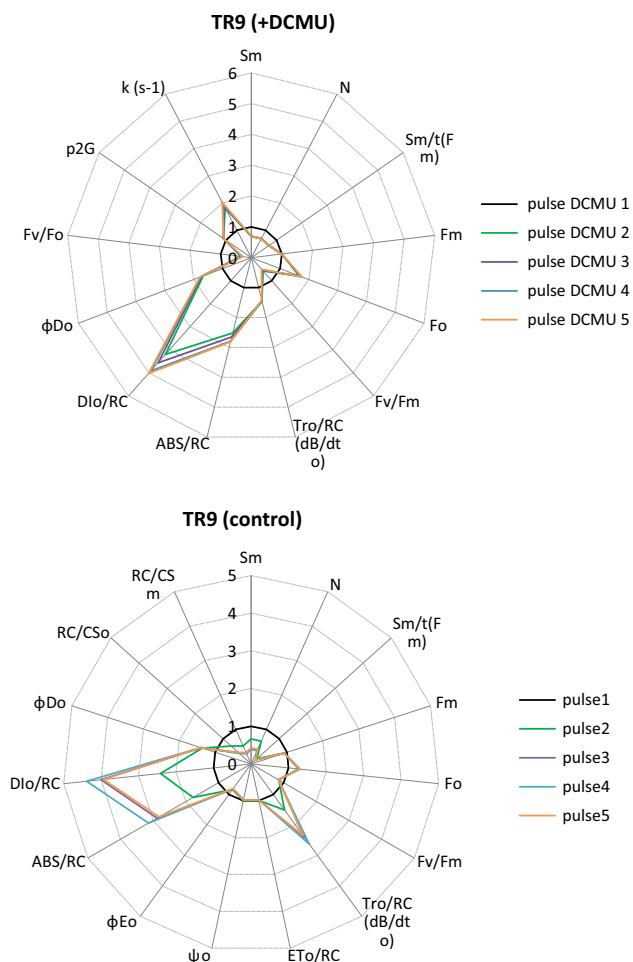 TR9 (+DCMU)
Sm
N
Sm/t(F
m)
Fm
Fo
Fv/Fm
Tro/RC
(dB/dt
o)
ABS/RC
DIo/RC
ϕDo
Fv/Fo
p2G
k (s-1)
6
5
4
3
2
1
0
pulse DCMU 1
pulse DCMU 2
pulse DCMU 3
pulse DCMU 4
pulse DCMU 5
TR9 (control)
Sm
N
Sm/t(F
m)
Fm
Fo
Fv/Fm
Tro/RC
(dB/dt
o)
ETo/RC
ψo
ϕEo
ABS/RC
DIo/RC
ϕDo
RC/CSo
RC/CS
m
5
4
3
2
1
0
pulse1
pulse2
pulse3
pulse4
pulse5